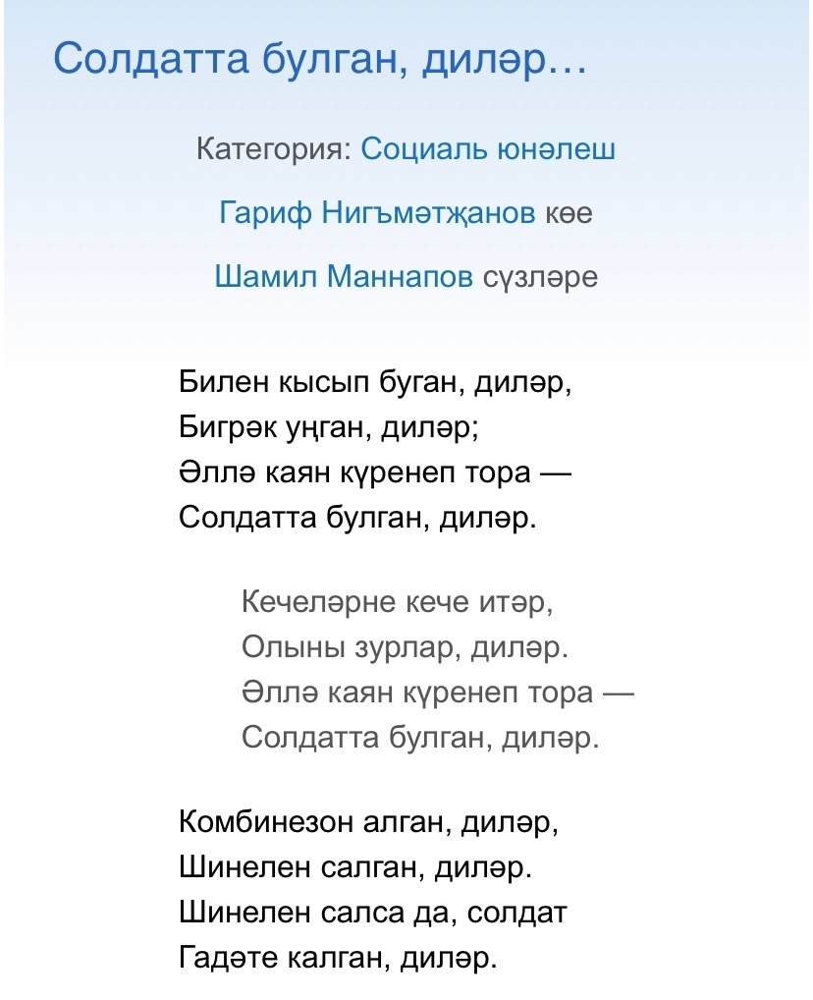 Солдатта булган, диләр...
Категория: Социаль юнәлеш
Гариф Нигъмәтҗанов көе
Шамил Маннапов сүзләре
Билен кысып буган, диләр,
Бигрәк уңган, диләр;
Әллә каян күренеп тора —
Солдатта булган, диләр.
Кечеләрне кече итәр,
Олыны зурлар, диләр.
Әллә каян күренеп тора —
Солдатта булган, диләр.
Комбинезон алган, диләр,
Шинелен салган, диләр.
Шинелен салса да, солдат
Гадәте калган, диләр.